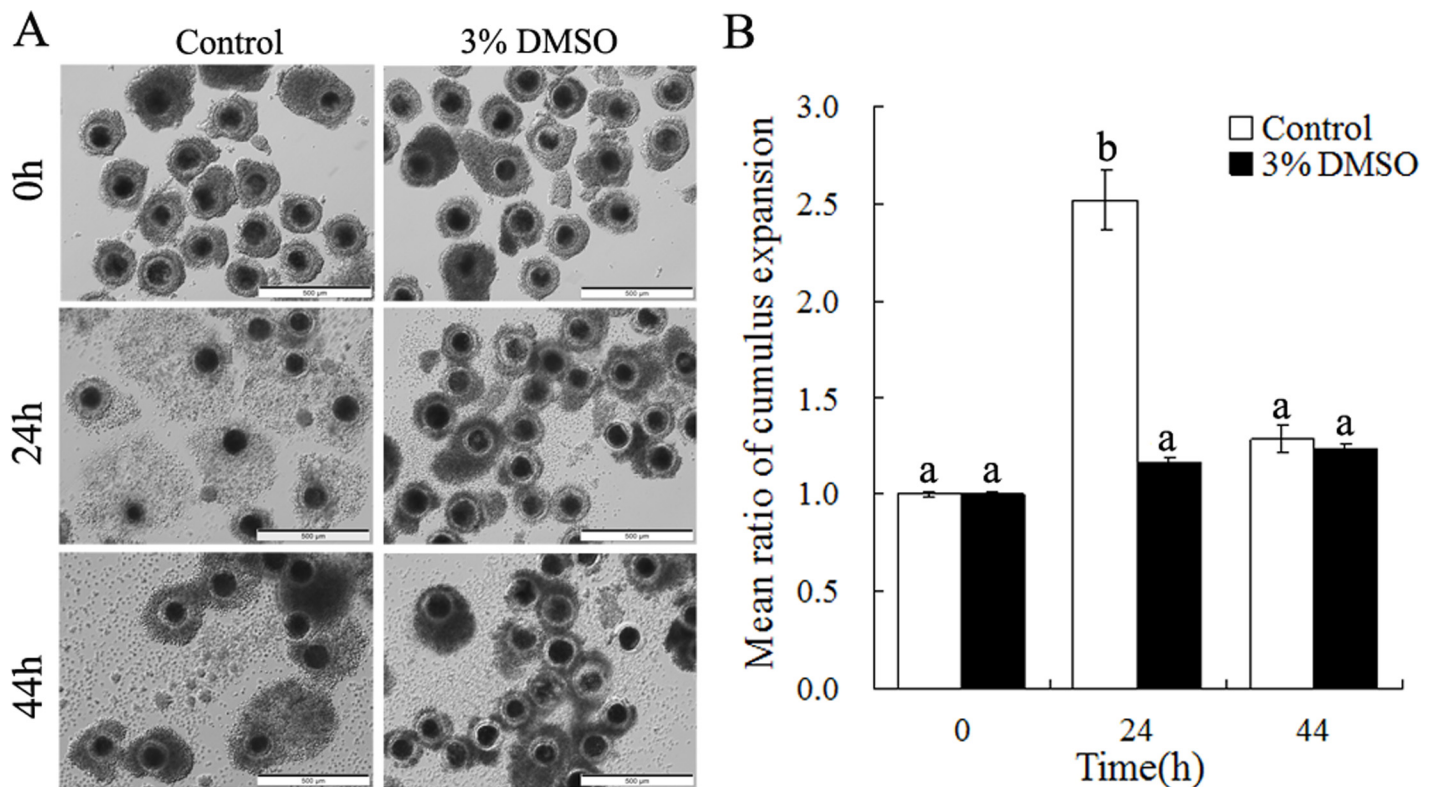 A
Control
3% DMSO
0h
500 µm
500 µm
24h
500 µm
500 µm
44h
500 µm
500 µm
B
Mean ratio of cumulus expansion
3.0
2.5
2.0
1.5
1.0
0.5
0.0
Control
3% DMSO
a
a
b
a
a
a
0
24
44
Time(h)